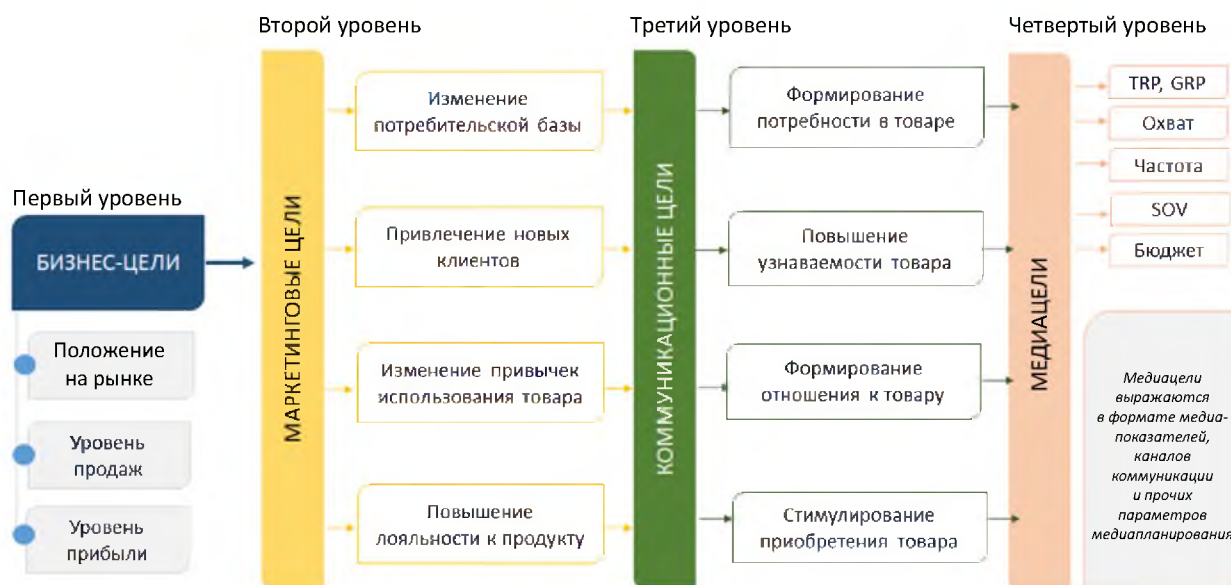 Первый уровень
БИЗНЕС-ЦЕЛИ
Положение
на рынке
Уровень
продаж
Уровень
прибыли
Второй уровень
МАРКЕТИНГОВЫЕ ЦЕЛИ
Изменение
потребительской базы
Привлечение новых
клиентов
Изменение привычек
использования товара
Повышение
лояльности к продукту
Третий уровень
КОММУНИКАЦИОННЫЕ ЦЕЛИ
Формирование
потребности в товаре
Повышение
узнаваемости товара
Формирование
отношения к товару
Стимулирование
приобретения товара
Четвертый уровень
МЕДИАЦЕЛИ
TRP, GRP
Охват
Частота
SOV
Бюджет
Медиацели
выражаются
в формате медиа-
показателей,
каналов
коммуникации
и прочих
параметров
медиапланирования